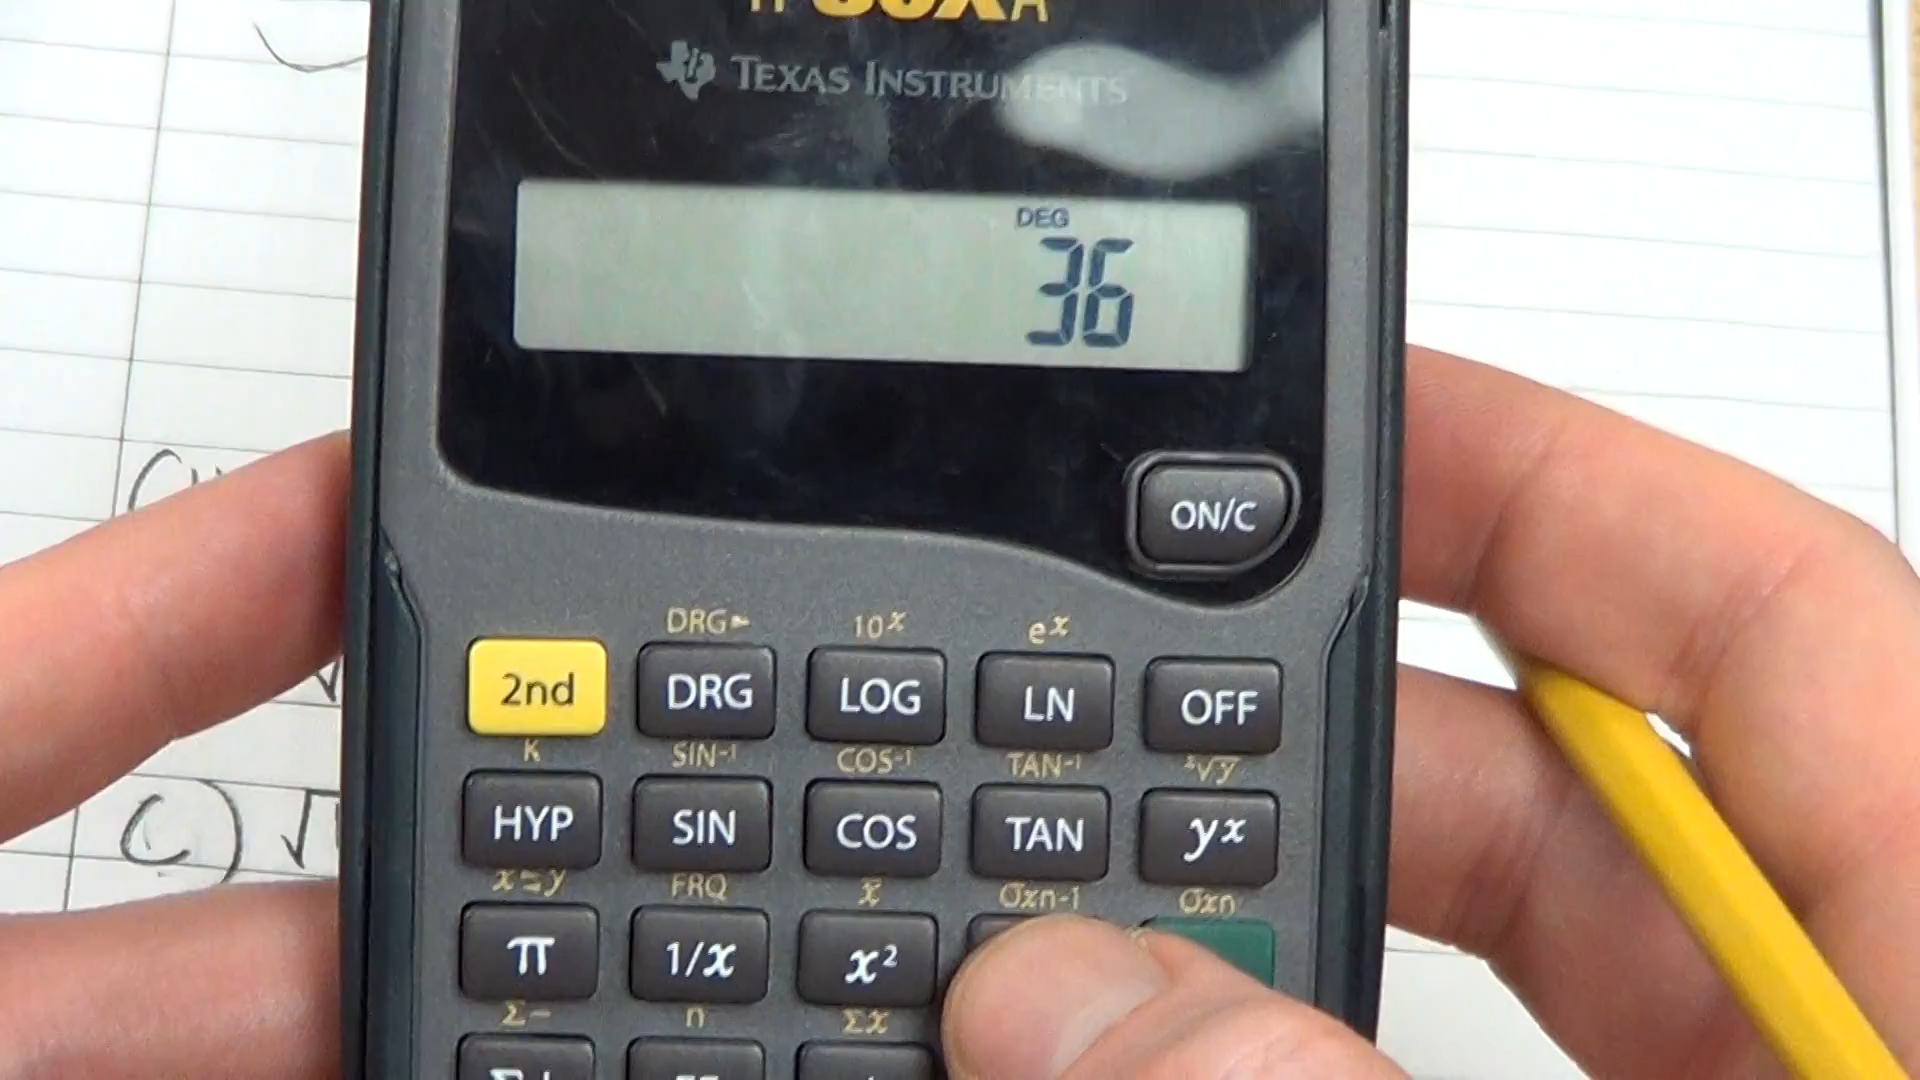 30XA
TEXAS INSTRUMENTS
DEG
36
ON/C
DRG► 10ˣ eˣ
2nd DRG LOG LN OFF
K SIN⁻¹ COS⁻¹ TAN⁻¹ ˣ√y
HYP SIN COS TAN yˣ
x≶y FRQ x̄ σxn-1 σxn
π 1/x x²
Σ- n Σx
Σ+
C) √